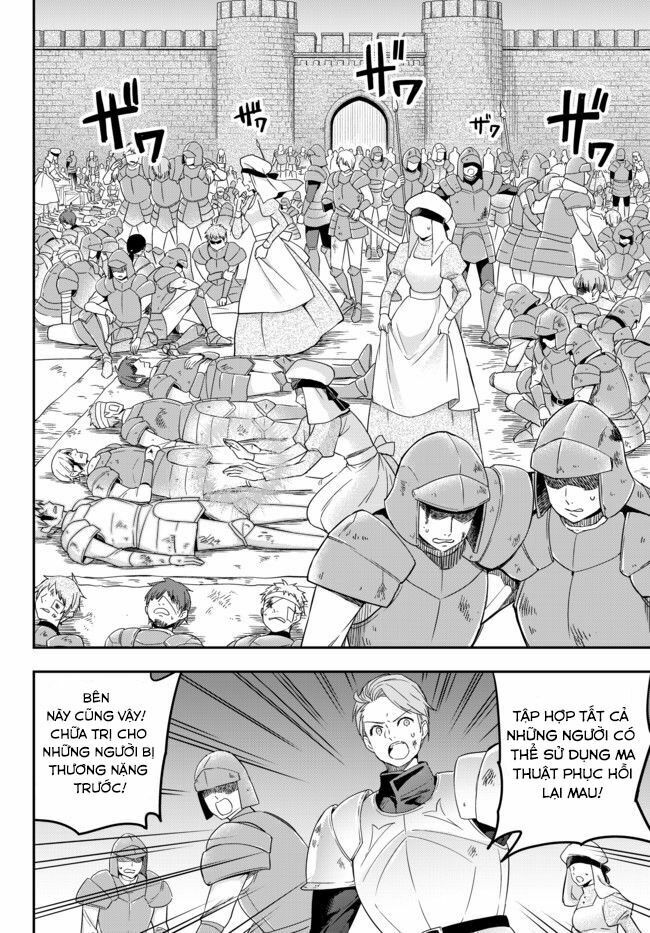 ザワ
ザワ
ザワ
ザワ
ザワ
TẬP HỢP TẤT CẢ
NHỮNG NGƯỜI CÓ
THỂ SỬ DỤNG MA
THUẬT PHỤC HỒI
LẠI MAU!
BÊN
NÀY CŨNG VẬY!
CHỮA TRỊ CHO
NHỮNG NGƯỜI BỊ
THƯƠNG NẶNG
TRƯỚC!